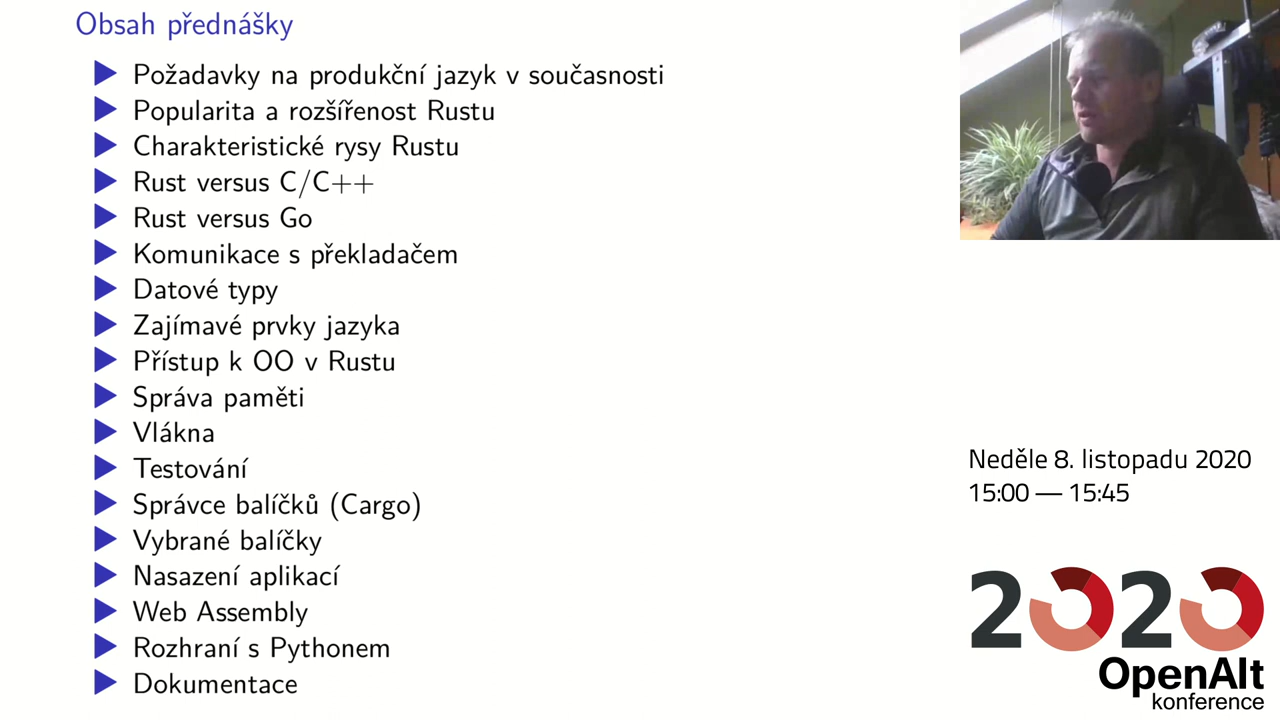 Obsah přednášky
Požadavky na produkční jazyk v současnosti
Popularita a rozšířenost Rustu
Charakteristické rysy Rustu
Rust versus C/C++
Rust versus Go
Komunikace s překladačem
Datové typy
Zajímavé prvky jazyka
Přístup k OO v Rustu
Správa paměti
Vlákna
Testování
Správce balíčků (Cargo)
Vybrané balíčky
Nasazení aplikací
Web Assembly
Rozhraní s Pythonem
Dokumentace
Neděle 8. listopadu 2020
15:00 — 15:45
2020
OpenAlt
konference